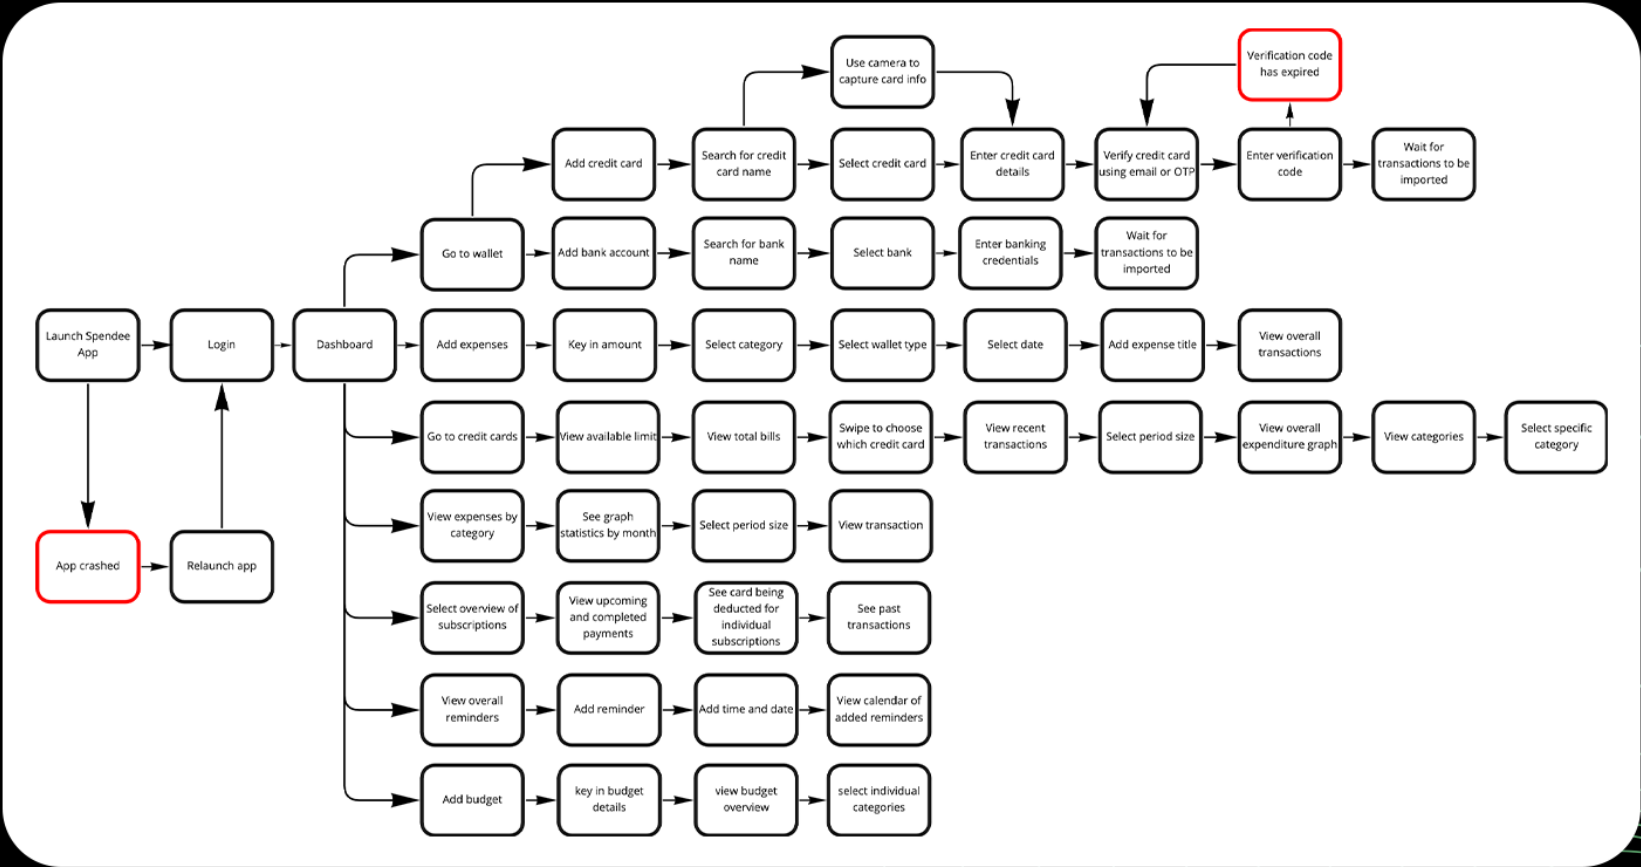 Use camera to
capture card info
Verification code
has expired
Add credit card
Search for credit
card name
Select credit card
Enter credit card
details
Verify credit card
using email or OTP
Enter verification
code
Wait for
transactions to be
imported
Go to wallet
Add bank account
Search for bank
name
Select bank
Enter banking
credentials
Wait for
transactions to be
imported
Launch Spendee
App
Login
Dashboard
Add expenses
Key in amount
Select category
Select wallet type
Select date
Add expense title
View overall
transactions
Go to credit cards
View available limit
View total bills
Swipe to choose
which credit card
View recent
transactions
Select period size
View overall
expenditure graph
View categories
Select specific
category
App crashed
Relaunch app
View expenses by
category
See graph
statistics by month
Select period size
View transaction
Select overview of
subscriptions
View upcoming
and completed
payments
See card being
deducted for
individual
subscriptions
See past
transactions
View overall
reminders
Add reminder
Add time and date
View calendar of
added reminders
Add budget
key in budget
details
view budget
overview
select individual
categories